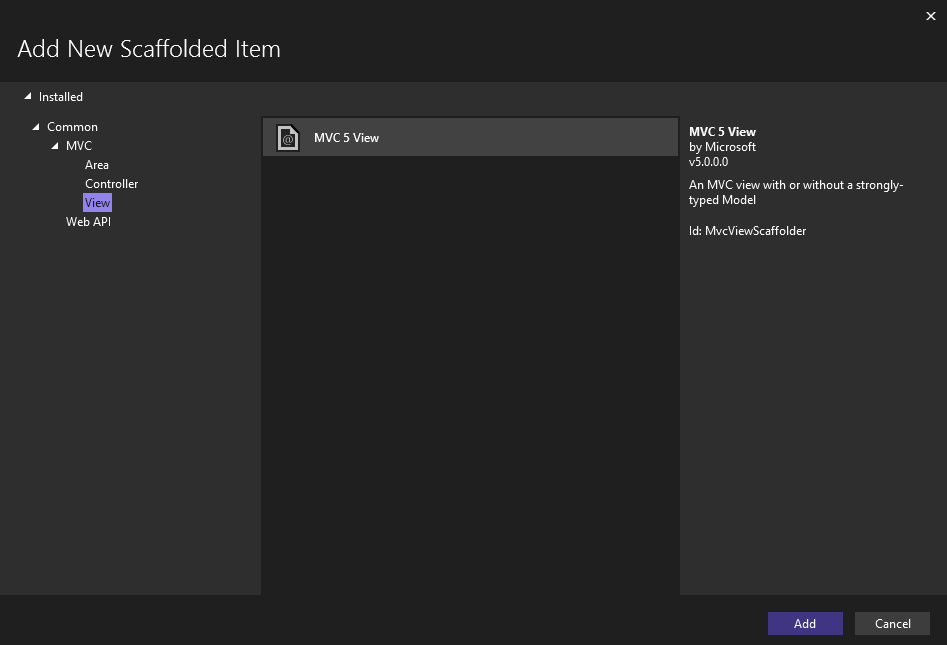 Add New Scaffolded Item
Installed
Common
MVC
Area
Controller
View
Web API
@
MVC 5 View
MVC 5 View
by Microsoft
v5.0.0.0
An MVC view with or without a strongly-
typed Model
Id: MvcViewScaffolder
Add
Cancel